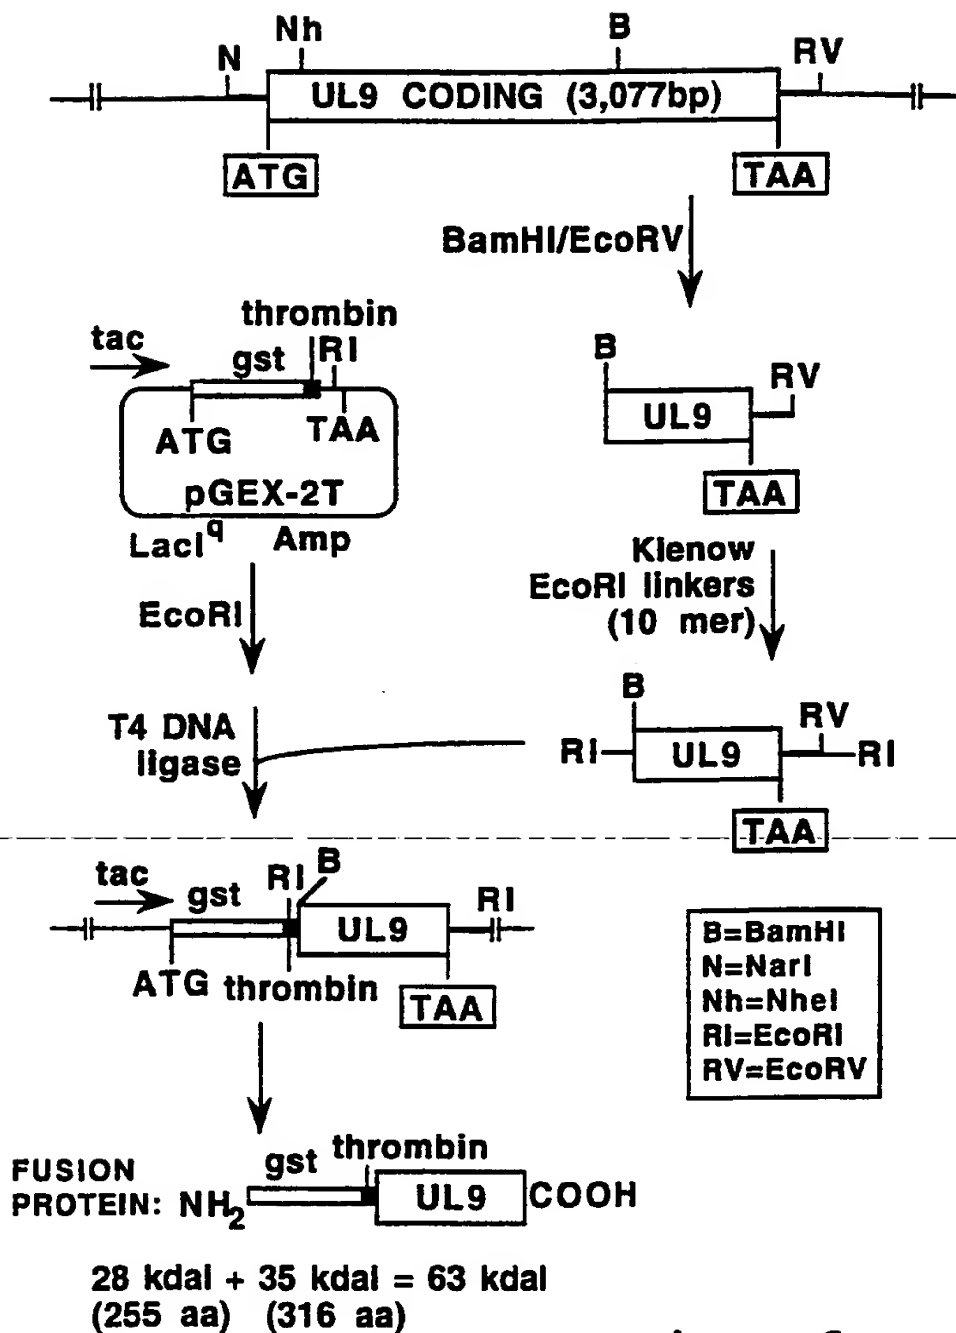 Nh
B
N
RV
UL9 CODING (3,077bp)
ATG
TAA
BamHI/EcoRV
thrombin
tac
gst
RI
ATG
TAA
pGEX-2T
LacI^q
Amp
B
RV
UL9
TAA
EcoRI
Klenow
EcoRI linkers
(10 mer)
T4 DNA
ligase
B
RV
RI
UL9
RI
TAA
tac
gst
RI
B
UL9
RI
ATG
thrombin
TAA
B=BamHI
N=NarI
Nh=NheI
RI=EcoRI
RV=EcoRV
FUSION
PROTEIN:
NH₂
gst
thrombin
UL9
COOH
28 kdal + 35 kdal = 63 kdal
(255 aa) (316 aa)